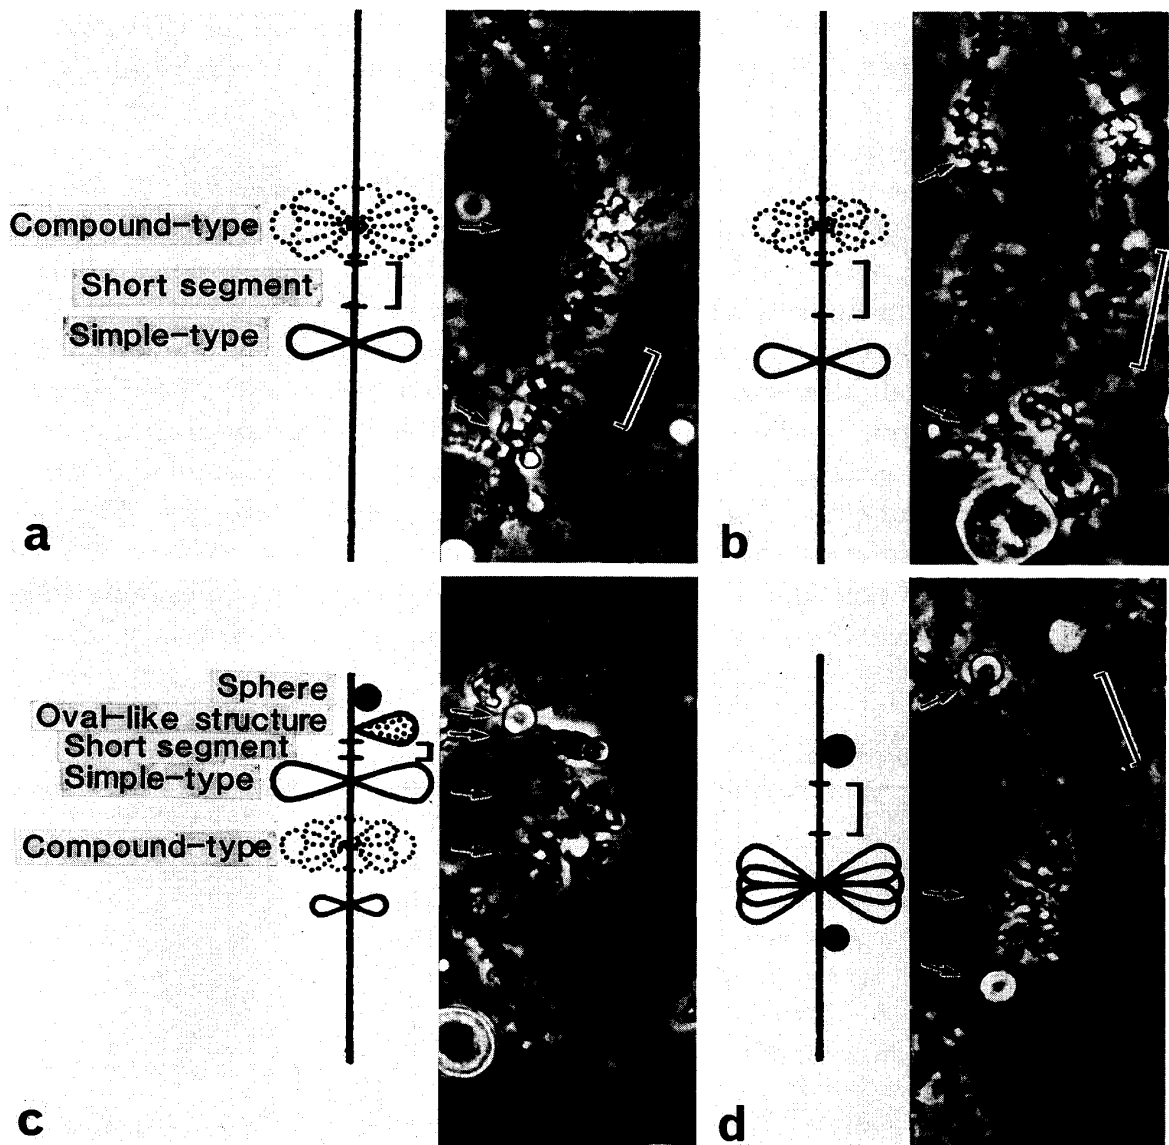 Compound-type
Short segment
Simple-type
a
b
Sphere
Oval-like structure
Short segment
Simple-type
Compound-type
c
d